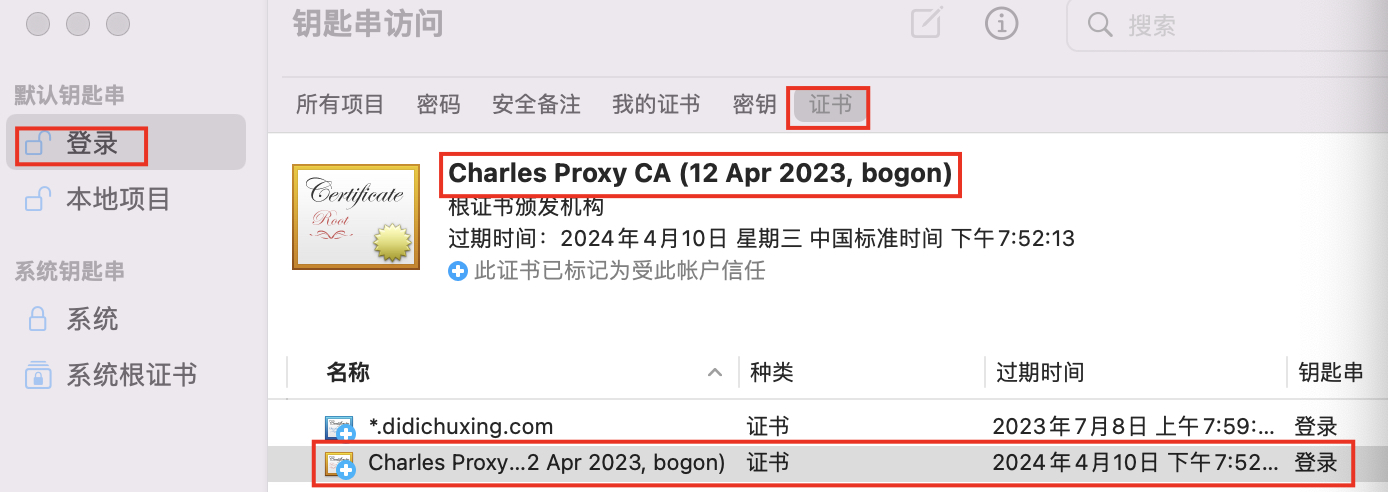 钥匙串访问
搜索
默认钥匙串
登录
本地项目
系统钥匙串
系统
系统根证书
所有项目 密码 安全备注 我的证书 密钥 证书
Certificate
Root
Charles Proxy CA (12 Apr 2023, bogon)
根证书颁发机构
过期时间：2024年4月10日 星期三 中国标准时间 下午7:52:13
此证书已标记为受此帐户信任
名称 种类 过期时间 钥匙串
*.didichuxing.com 证书 2023年7月8日 上午7:59:... 登录
Charles Proxy...2 Apr 2023, bogon) 证书 2024年4月10日 下午7:52... 登录